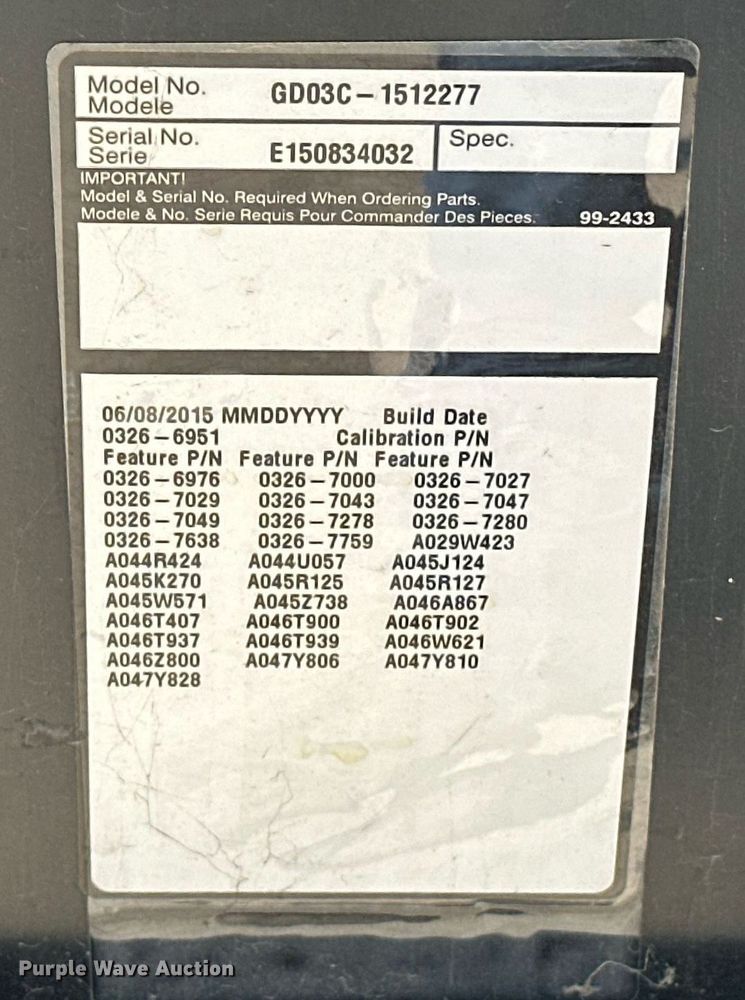 Model No.
Modele
GD03C-1512277
Serial No.
Serie
E150834032
Spec.
IMPORTANT!
Model & Serial No. Required When Ordering Parts.
Modele & No. Serie Requis Pour Commander Des Pieces. 99-2433
06/08/2015 MMDDYYYY Build Date
0326-6951 Calibration P/N
Feature P/N Feature P/N Feature P/N
0326-6976 0326-7000 0326-7027
0326-7029 0326-7043 0326-7047
0326-7049 0326-7278 0326-7280
0326-7638 0326-7759 A029W423
A044R424 A044U057 A045J124
A045K270 A045R125 A045R127
A045W571 A045Z738 A046A867
A046T407 A046T900 A046T902
A046T937 A046T939 A046W621
A046Z800 A047Y806 A047Y810
A047Y828
Purple Wave Auction